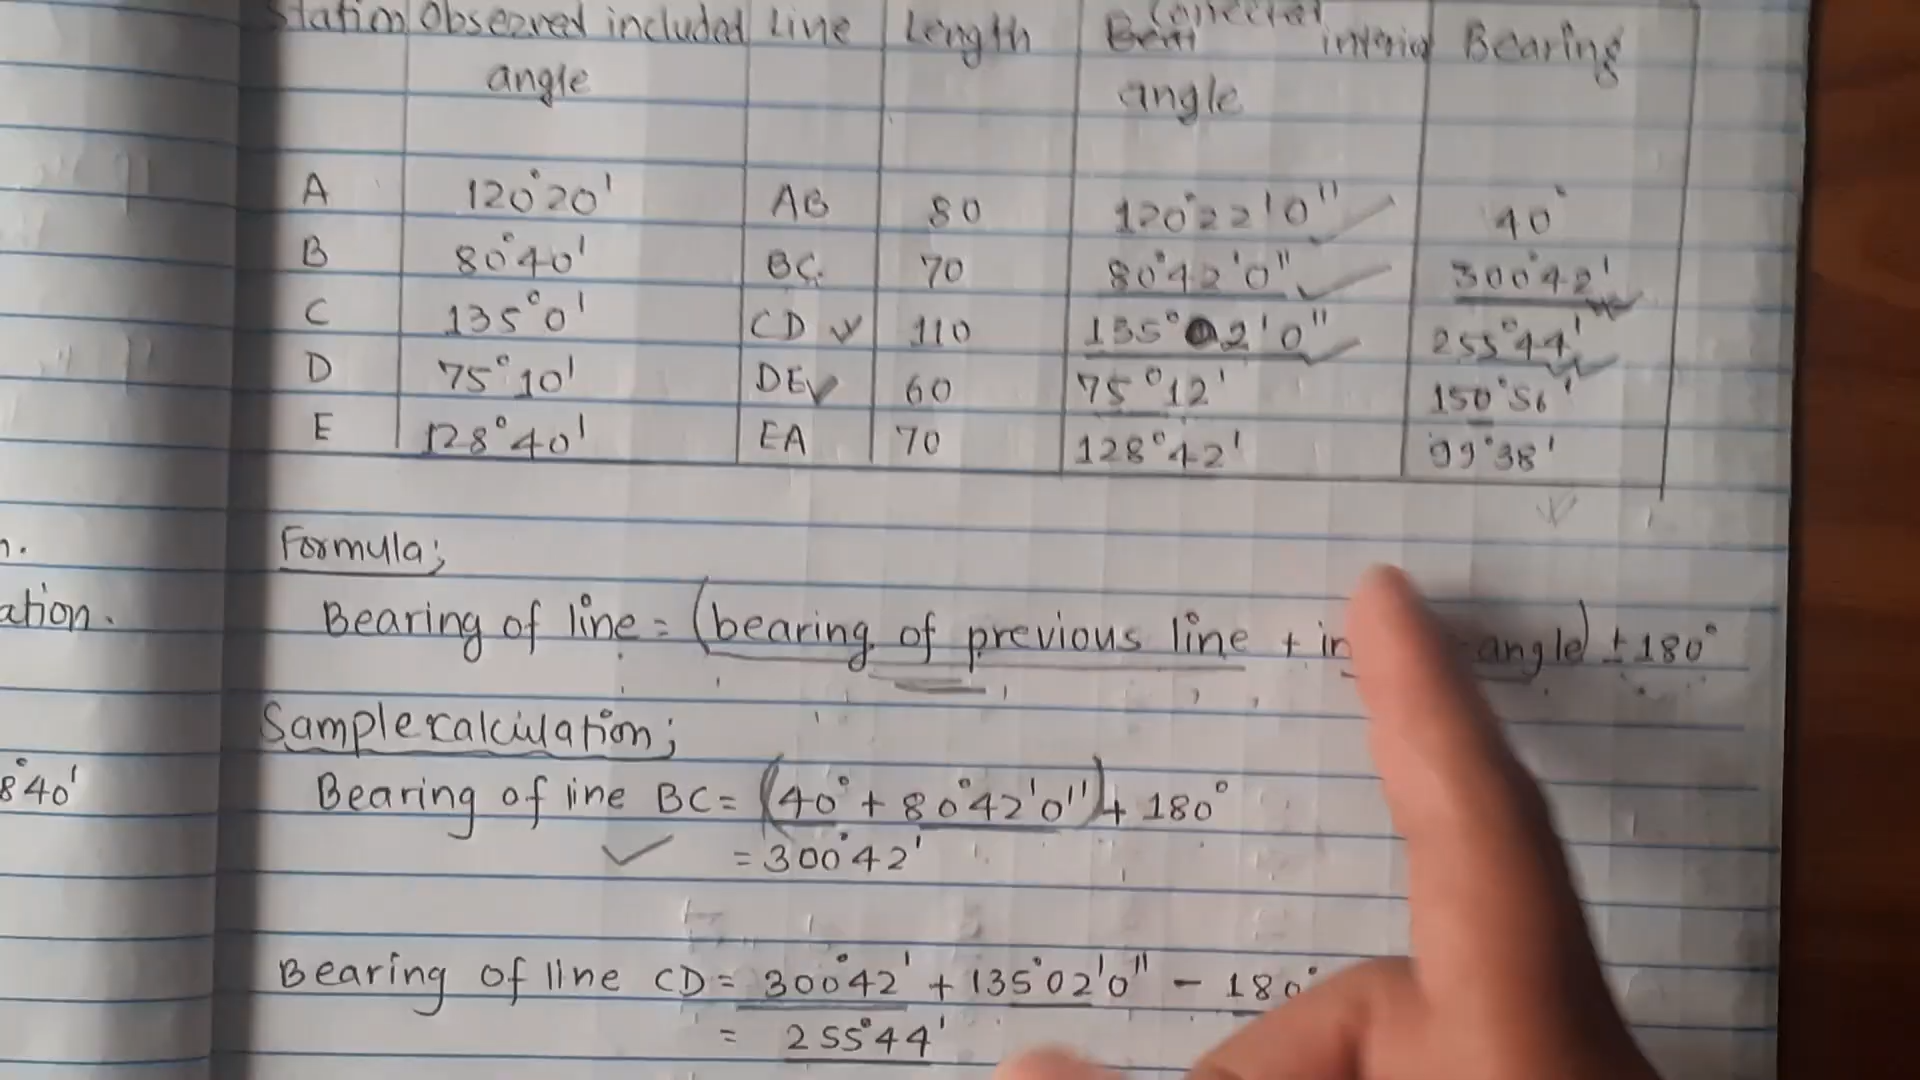 Station Observed included Line Length Corrected interior Bearing
angle angle
A 120°20' AB 80 120°22'0" 40°
B 80°40' BC 70 80°42'0" 300°42'
C 135°0' CD 110 135°02'0" 255°44'
D 75°10' DE 60 75°12' 150°56'
E 128°40' EA 70 128°42' 99°38'
n.
Formula;
ation.
Bearing of line = (bearing of previous line + in angle) ± 180°
Sample calculation;
8°40'
Bearing of line BC = (40° + 80°42'0") + 180°
= 300°42'
Bearing of line CD = 300°42' + 135°02'0" - 180°
= 255°44'